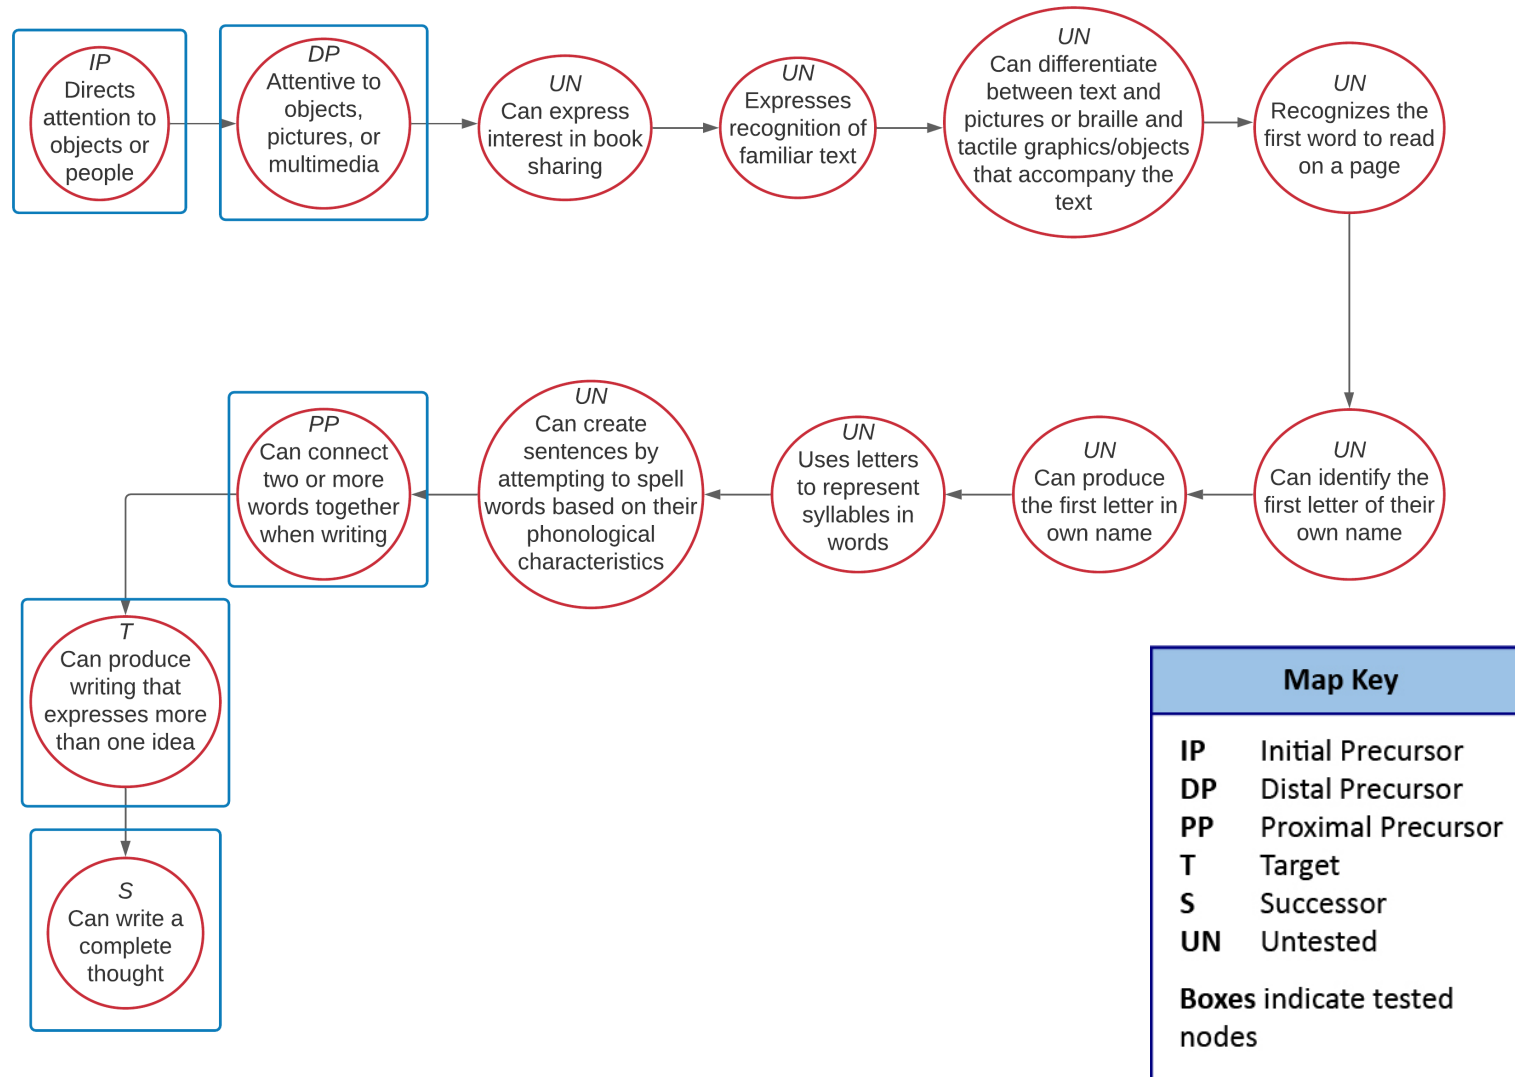 IP
Directs
attention to
objects or
people
DP
Attentive to
objects,
pictures, or
multimedia
UN
Can express
interest in book
sharing
UN
Expresses
recognition of
familiar text
UN
Can differentiate
between text and
pictures or braille and
tactile graphics/objects
that accompany the
text
UN
Recognizes the
first word to read
on a page
UN
Can identify the
first letter of their
own name
UN
Can produce
the first letter in
own name
UN
Uses letters
to represent
syllables in
words
UN
Can create
sentences by
attempting to spell
words based on their
phonological
characteristics
PP
Can connect
two or more
words together
when writing
T
Can produce
writing that
expresses more
than one idea
S
Can write a
complete
thought
Map Key
IP Initial Precursor
DP Distal Precursor
PP Proximal Precursor
T Target
S Successor
UN Untested
Boxes indicate tested
nodes